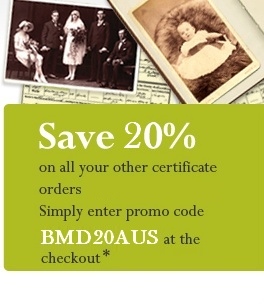 Save 20%
on all your other certificate
orders
Simply enter promo code
BMD20AUS at the
checkout*